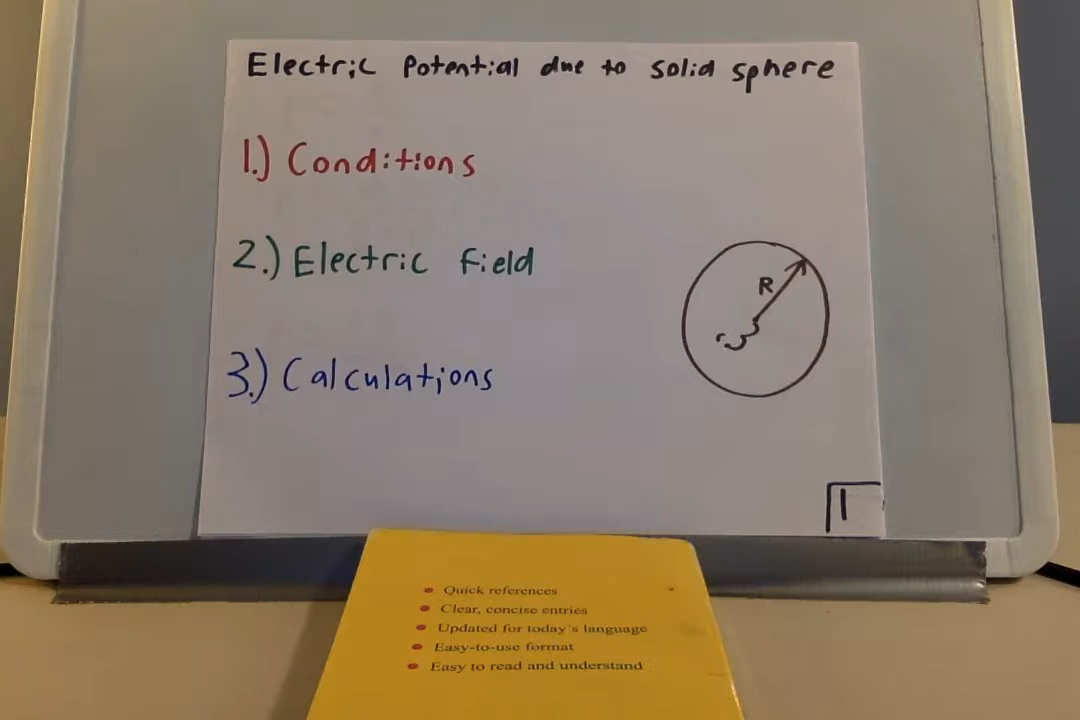 Electric Potential due to solid sphere
1.) Conditions
2.) Electric field
3.) Calculations
R
1
Quick references
Clear, concise entries
Updated for today's language
Easy-to-use format
Easy to read and understand